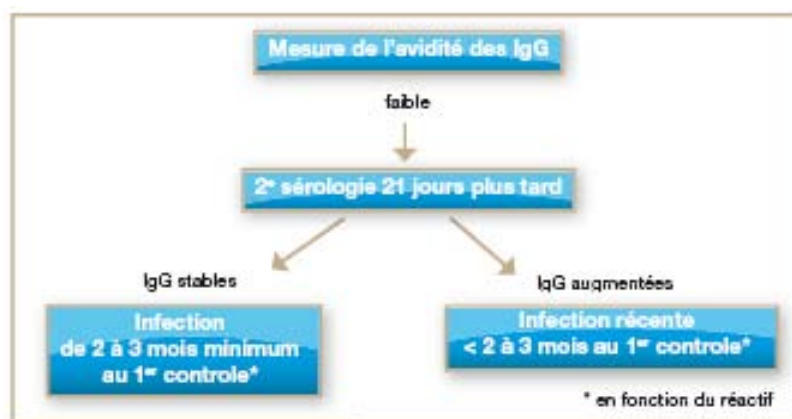 Mesure de l'avidité des IgG
faible
2e sérologie 21 jours plus tard
IgG stables
IgG augmentées
Infection
de 2 à 3 mois minimum
au 1er controle*
Infection récente
< 2 à 3 mois au 1er controle*
* en fonction du réactif